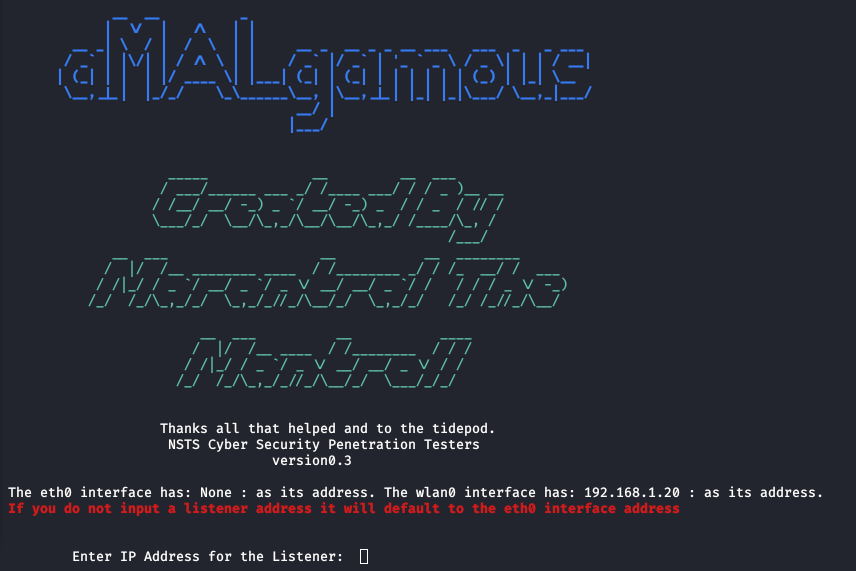 dMALgamous
Created By
Marantral The
Mantroll
Thanks all that helped and to the tidepod.
NSTS Cyber Security Penetration Testers
version0.3
The eth0 interface has: None : as its address. The wlan0 interface has: 192.168.1.20 : as its address.
If you do not input a listener address it will default to the eth0 interface address
Enter IP Address for the Listener: